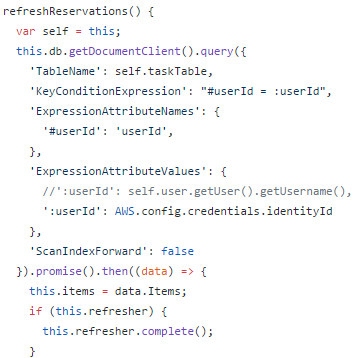 refreshReservations() {
var self = this;
this.db.getDocumentClient().query({
'TableName': self.taskTable,
'KeyConditionExpression': "#userId = :userId",
'ExpressionAttributeNames': {
'#userId': 'userId',
},
'ExpressionAttributeValues': {
//':userId': self.user.getUser().getUsername(),
':userId': AWS.config.credentials.identityId
},
'ScanIndexForward': false
}).promise().then((data) => {
this.items = data.Items;
if (this.refresher) {
this.refresher.complete();
}